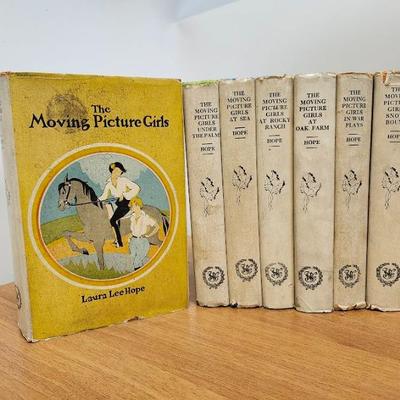 The
Moving Picture Girls
Laura Lee Hope
THE
MOVING
PICTURE
GIRLS
UNDER
THE PALMS
HOPE
THE MOVING
PICTURE
GIRLS
AT SEA
HOPE
THE
MOVING
PICTURE
GIRLS
AT ROCKY
RANCH
HOPE
THE
MOVING
PICTURE
GIRLS
AT
OAK FARM
HOPE
THE
MOVING
PICTURE
GIRLS
IN WAR
PLAYS
HOPE
THE
MOVING
PICTURE
GIRLS
SNOW
BOUND
HOPE